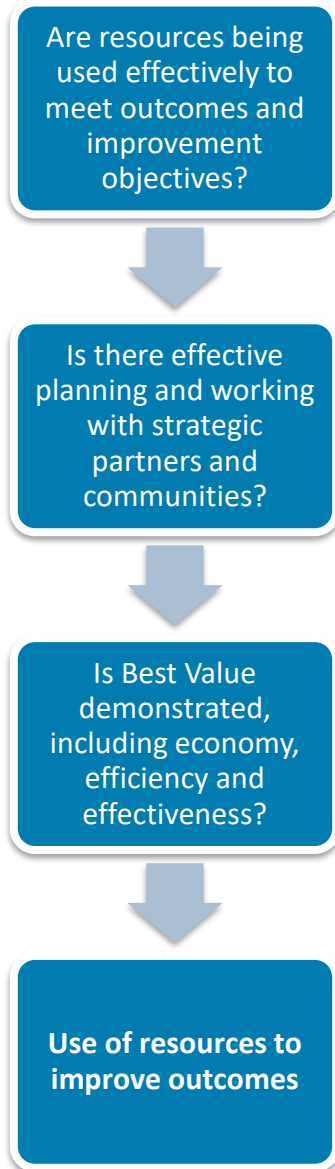 Are resources being
used effectively to
meet outcomes and
improvement
objectives?
Is there effective
planning and working
with strategic
partners and
communities?
Is Best Value
demonstrated,
including economy,
efficiency and
effectiveness?
Use of resources to
improve outcomes